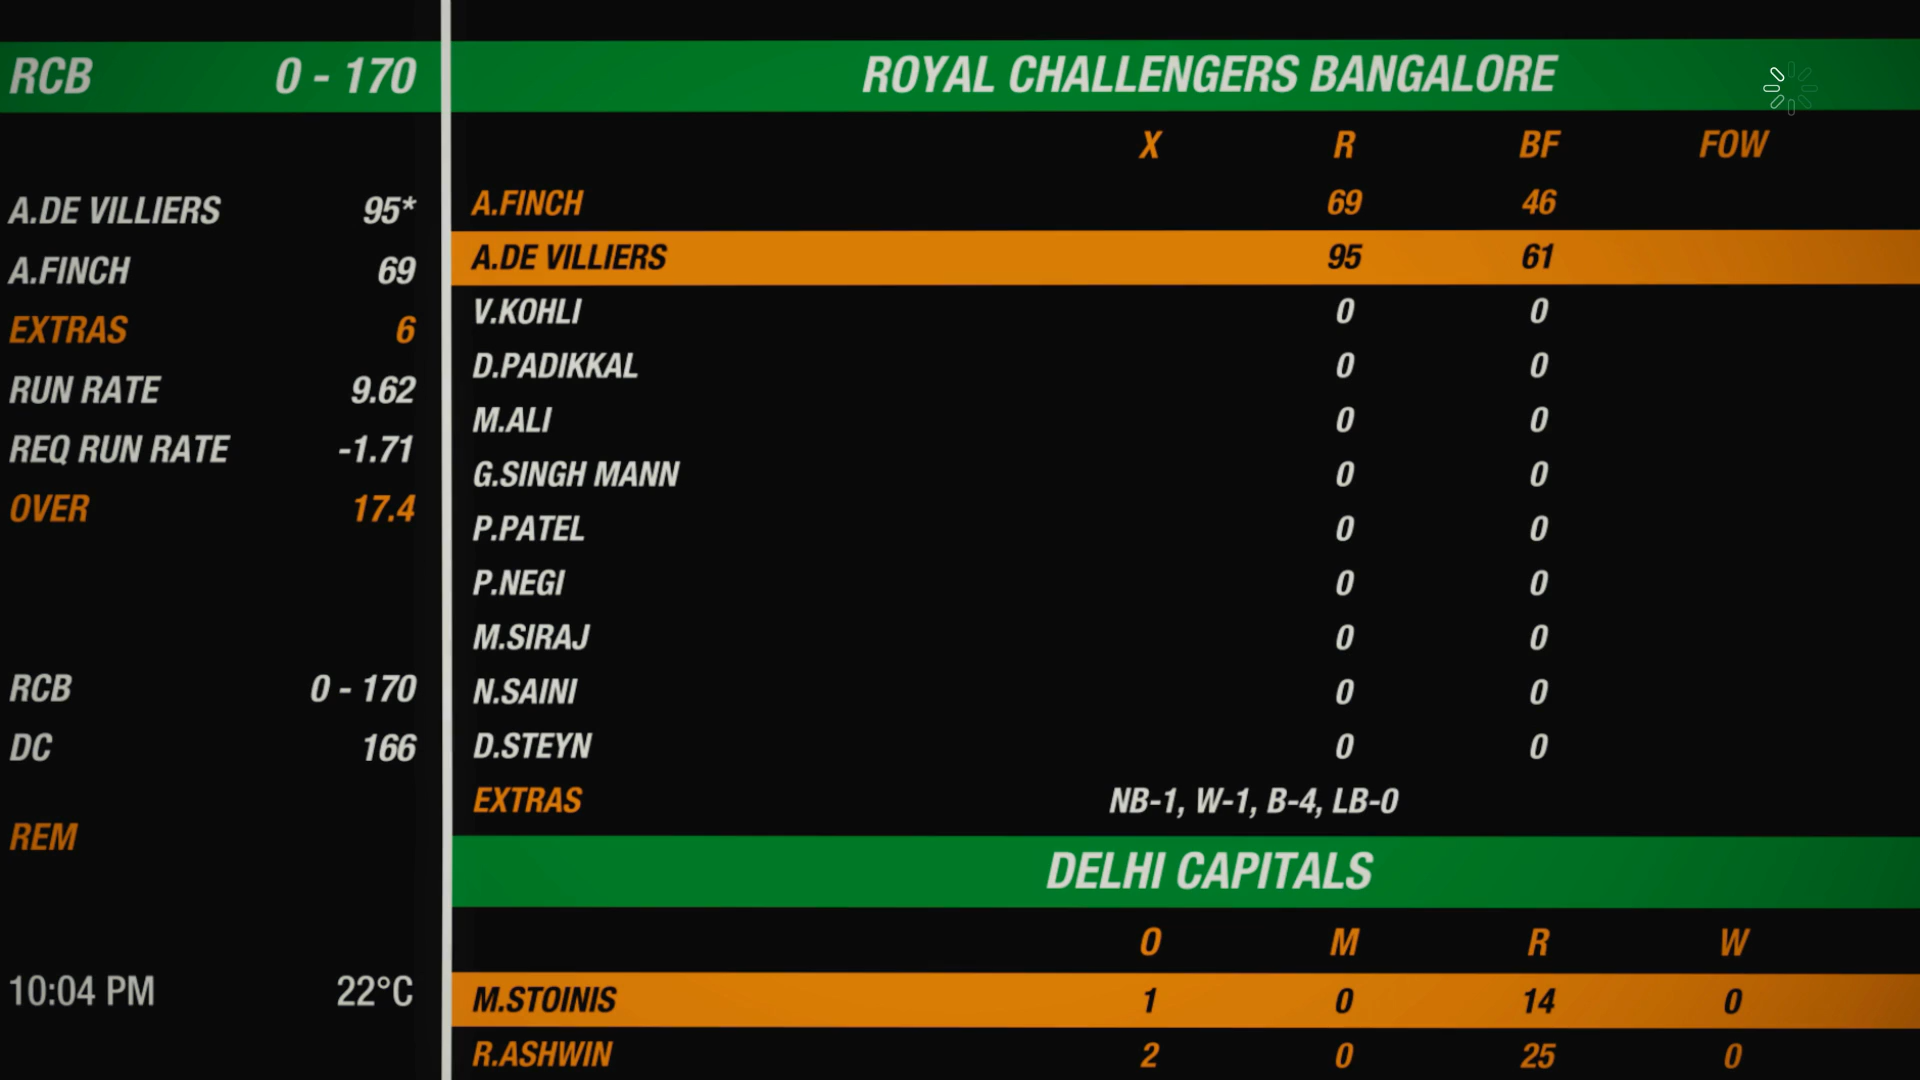 RCB 0 - 170
A.DE VILLIERS 95*
A.FINCH 69
EXTRAS 6
RUN RATE 9.62
REQ RUN RATE -1.71
OVER 17.4
RCB 0 - 170
DC 166
REM
10:04 PM 22°C
ROYAL CHALLENGERS BANGALORE
X R BF FOW
A.FINCH 69 46
A.DE VILLIERS 95 61
V.KOHLI 0 0
D.PADIKKAL 0 0
M.ALI 0 0
G.SINGH MANN 0 0
P.PATEL 0 0
P.NEGI 0 0
M.SIRAJ 0 0
N.SAINI 0 0
D.STEYN 0 0
EXTRAS NB-1, W-1, B-4, LB-0
DELHI CAPITALS
O M R W
M.STOINIS 1 0 14 0
R.ASHWIN 2 0 25 0